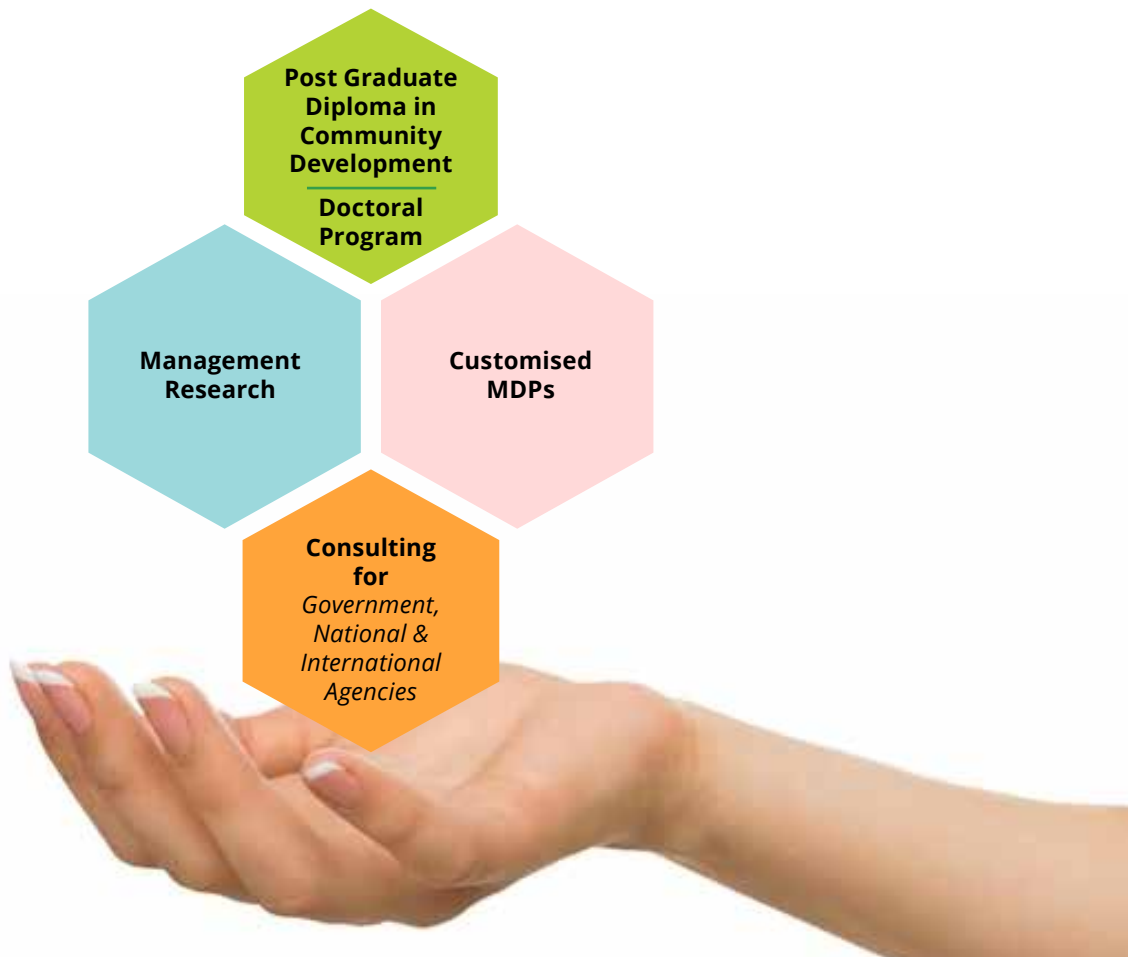 Post Graduate
Diploma in
Community
Development
Doctoral
Program
Management
Research
Customised
MDPs
Consulting
for
Government,
National &
International
Agencies